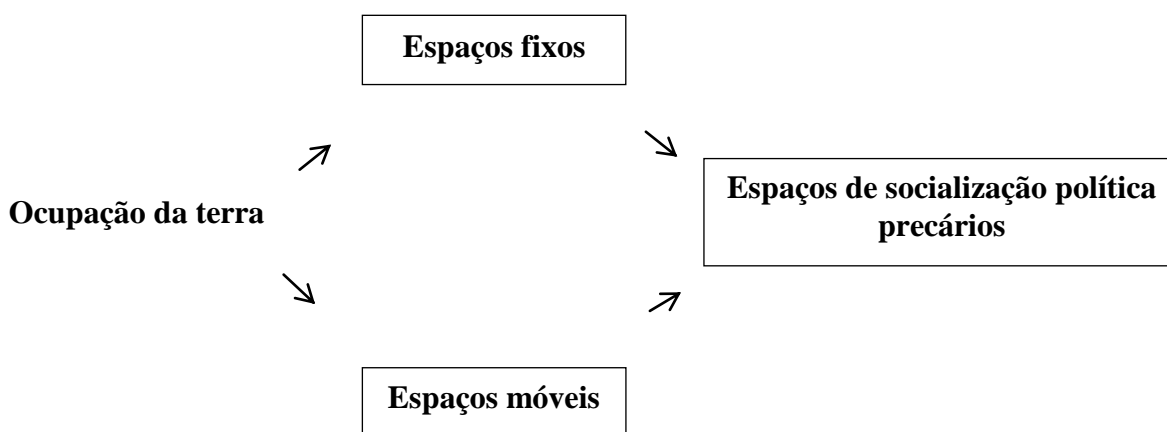 Espaços fixos
Ocupação da terra
Espaços de socialização política
precários
Espaços móveis